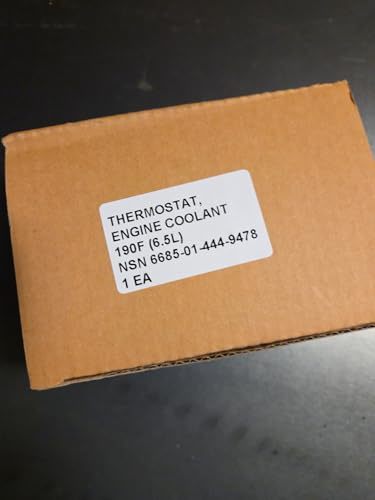 THERMOSTAT,
ENGINE COOLANT
190F (6.5L)
NSN 6685-01-444-9478
1 EA